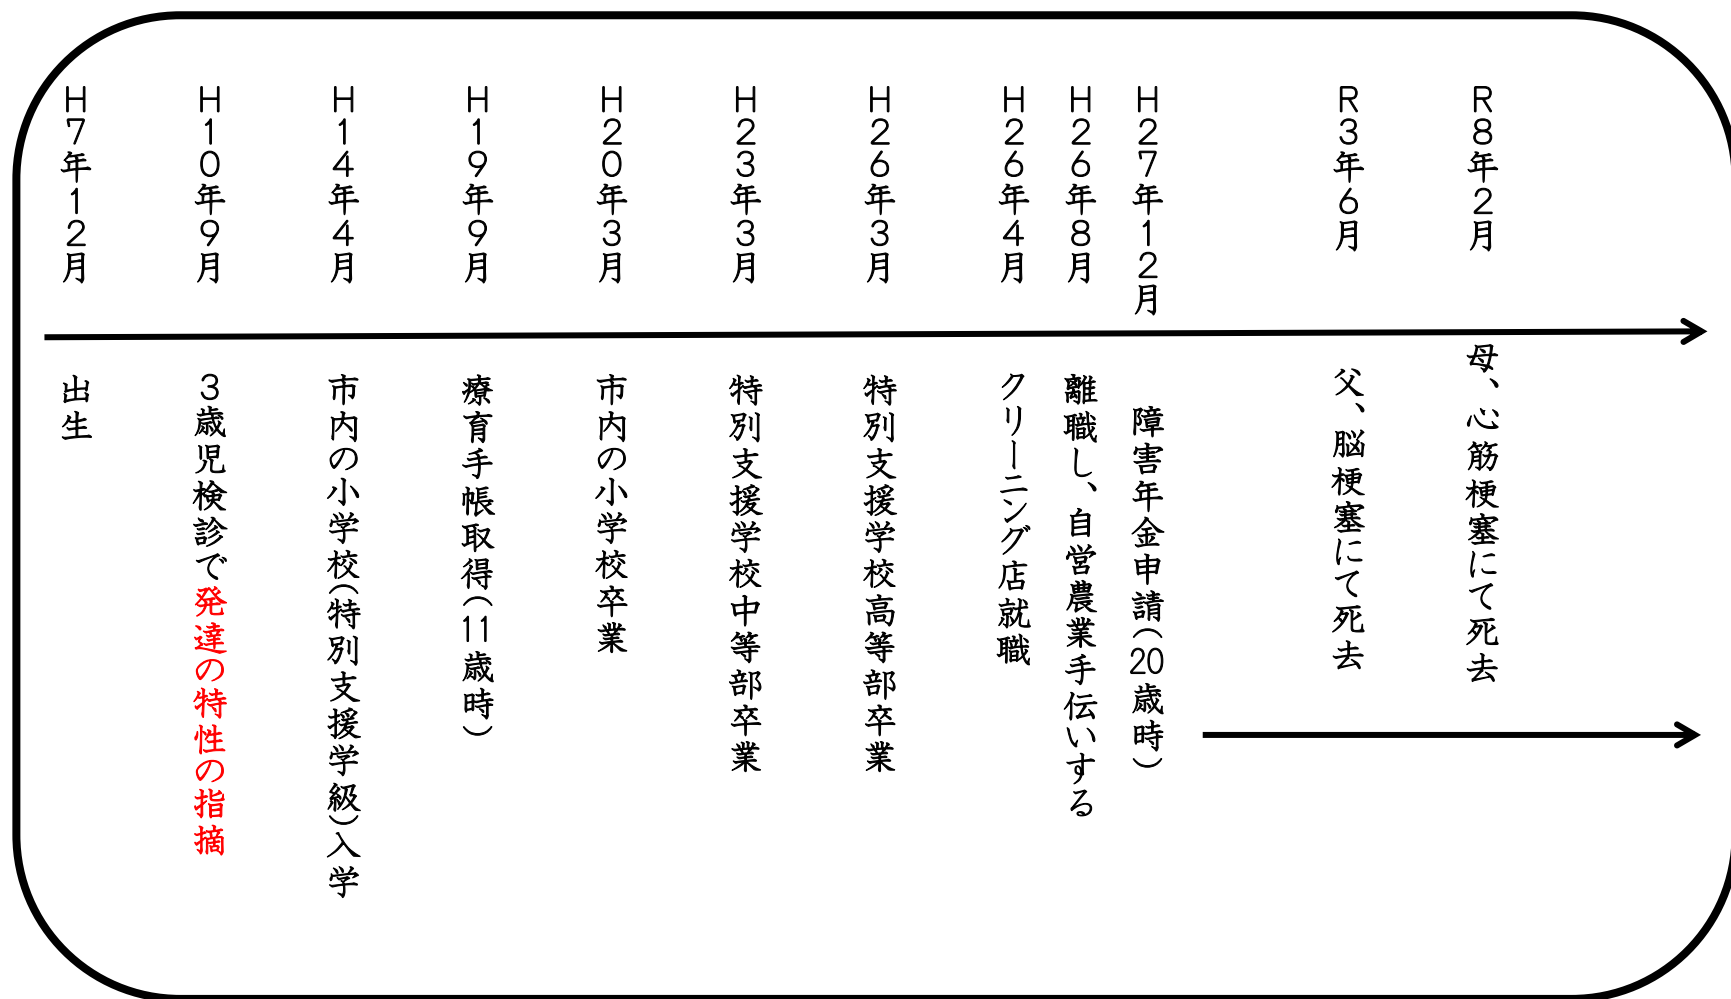 H7年12月
出生
H10年9月
3歳児検診で発達の特性の指摘
H14年4月
市内の小学校(特別支援学級)入学
H19年9月
療育手帳取得(11歳時)
H20年3月
市内の小学校卒業
H23年3月
特別支援学校中等部卒業
H26年3月
特別支援学校高等部卒業
H26年4月
クリーニング店就職
H26年8月
離職し、自営農業手伝いする
H27年12月
障害年金申請(20歳時)
R3年6月
父、脳梗塞にて死去
R8年2月
母、心筋梗塞にて死去